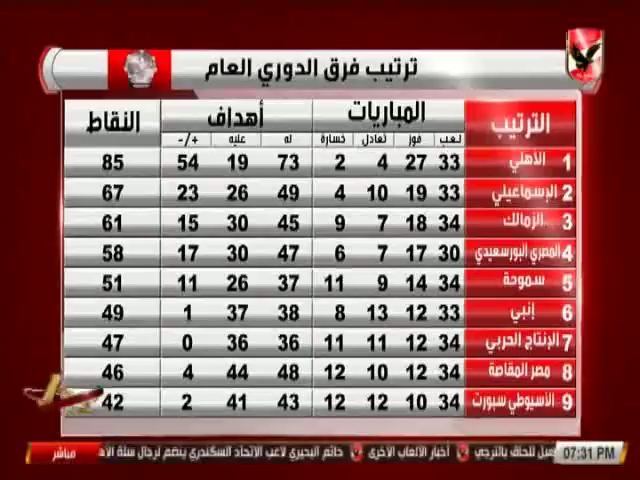 ترتيب فرق الدوري العام
الترتيب المباريات أهداف النقاط
لعب فوز تعادل خسارة له عليه +/-
1 الأهلي 33 27 4 2 73 19 54 85
2 الإسماعيلي 33 19 10 4 49 26 23 67
3 الزمالك 34 18 7 9 45 30 15 61
4 المصري البورسعيدي 30 17 7 6 47 30 17 58
5 سموحة 34 14 9 11 37 26 11 51
6 إنبي 33 12 13 8 38 37 1 49
7 الإنتاج الحربي 34 12 11 11 36 36 0 47
8 مصر المقاصة 34 12 10 12 48 44 4 46
9 الأسيوطي سبورت 34 10 12 12 43 41 2 42
للحاق بالترجي أخبار الألعاب الأخرى حاتم البحيري لاعب الاتحاد السكندري ينضم لرجال سلة مباشر
07:31 PM